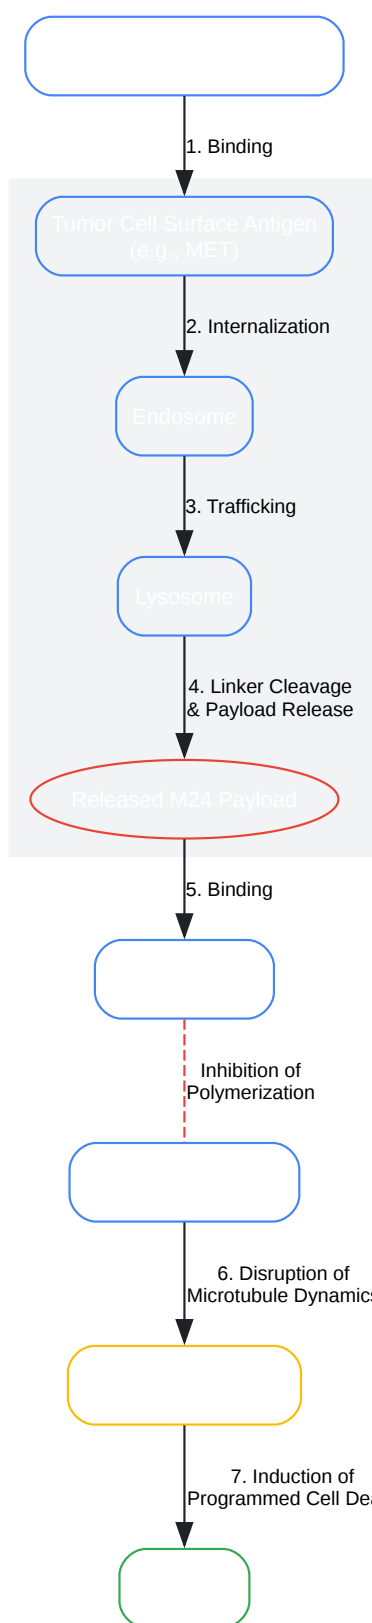 1. Binding
Tumor Cell Surface Antigen
(e.g., MET)
2. Internalization
Endosome
3. Trafficking
Lysosome
4. Linker Cleavage
& Payload Release
Released M24 Payload
5. Binding
Inhibition of
Polymerization
6. Disruption of
Microtubule Dynamics
7. Induction of
Programmed Cell Dea